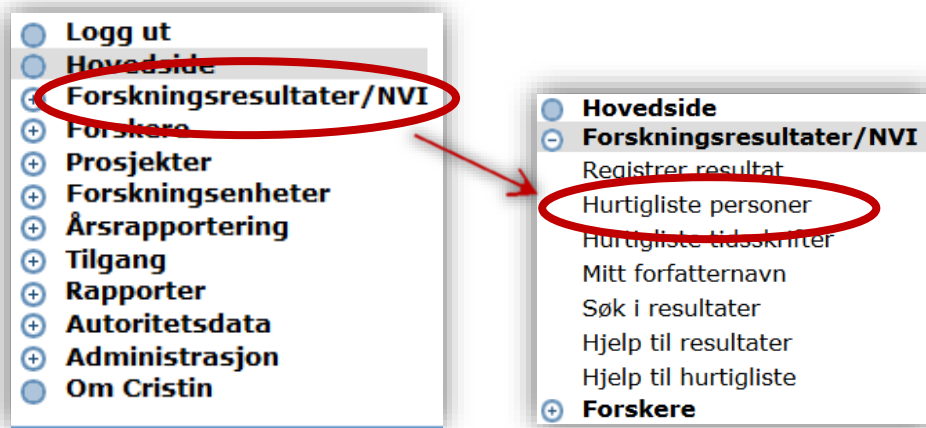 Logg ut
Hovedside
Forskningsresultater/NVI
Forskere
Prosjekter
Forskningsenheter
Årsrapportering
Tilgang
Rapporter
Autoritetsdata
Administrasjon
Om Cristin
Hovedside
Forskningsresultater/NVI
Registrer resultat
Hurtigliste personer
Hurtigliste tidsskrifter
Mitt forfatternavn
Søk i resultater
Hjelp til resultater
Hjelp til hurtigliste
Forskere